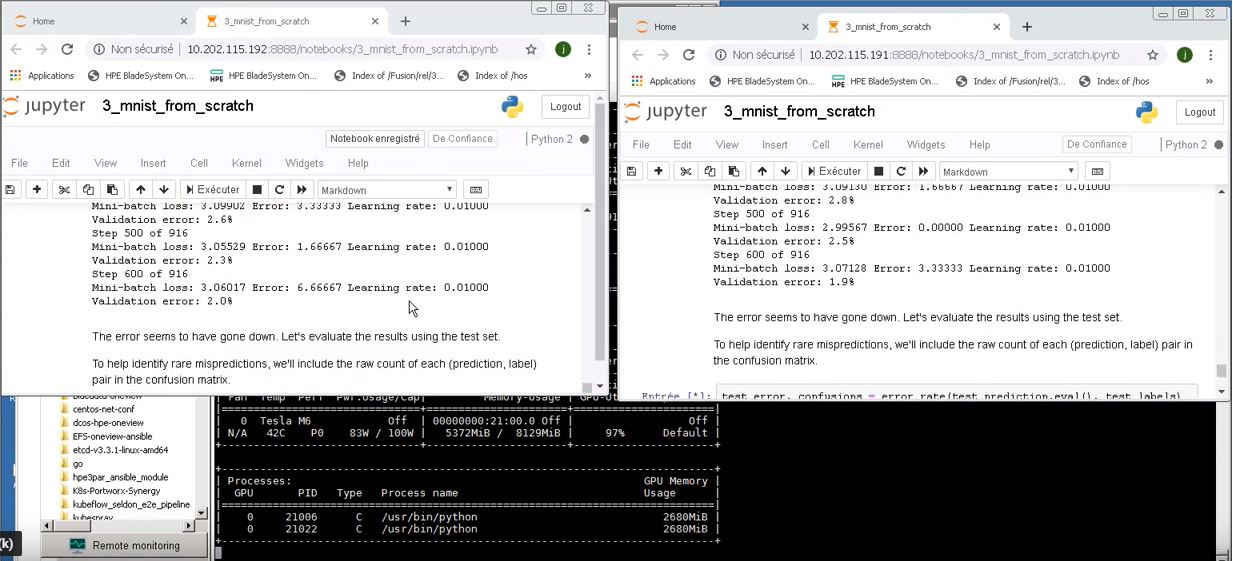 Home
3_mnist_from_scratch
Non sécurisé | 10.202.115.192:8888/notebooks/3_mnist_from_scratch.ipynb
j
Applications HPE BladeSystem On... HPE BladeSystem On... Index of /Fusion/rel/3... Index of /hos »
jupyter 3_mnist_from_scratch Logout
Notebook enregistré De Confiance Python 2
File Edit View Insert Cell Kernel Widgets Help
Exécuter Markdown
Mini-batch loss: 3.09902 Error: 3.33333 Learning rate: 0.01000
Validation error: 2.6%
Step 500 of 916
Mini-batch loss: 3.05529 Error: 1.66667 Learning rate: 0.01000
Validation error: 2.3%
Step 600 of 916
Mini-batch loss: 3.06017 Error: 6.66667 Learning rate: 0.01000
Validation error: 2.0%
The error seems to have gone down. Let's evaluate the results using the test set.
To help identify rare mispredictions, we'll include the raw count of each (prediction, label)
pair in the confusion matrix.
Home
3_mnist_from_scratch
Non sécurisé | 10.202.115.191:8888/notebooks/3_mnist_from_scratch.ipynb
j
Applications HPE BladeSystem On... HPE BladeSystem On... Index of /Fusion/rel/3... Index of /hos »
jupyter 3_mnist_from_scratch Logout
De Confiance Python 2
File Edit View Insert Cell Kernel Widgets Help
Exécuter Markdown
Mini-batch loss: 3.09130 Error: 1.66667 Learning rate: 0.01000
Validation error: 2.8%
Step 500 of 916
Mini-batch loss: 2.99567 Error: 0.00000 Learning rate: 0.01000
Validation error: 2.5%
Step 600 of 916
Mini-batch loss: 3.07128 Error: 3.33333 Learning rate: 0.01000
Validation error: 1.9%
The error seems to have gone down. Let's evaluate the results using the test set.
To help identify rare mispredictions, we'll include the raw count of each (prediction, label) pair in
the confusion matrix.
Entrée [*]: test_error, confusions = error_rate(test_prediction.eval(), test_labels)
centos-net-conf
dcos-hpe-oneview
EFS-oneview-ansible
etcd-v3.3.1-linux-amd64
go
hpe3par_ansible_module
K8s-Portworx-Synergy
kubeflow_seldon_e2e_pipeline
kubespray
Remote monitoring
(k)
Fan Temp Perf Pwr:Usage/Cap| Memory-Usage |
0 Tesla M6 Off | 00000000:21:00.0 Off | Off
N/A 42C P0 83W / 100W | 5372MiB / 8129MiB | 97% Default
Processes: GPU Memory
GPU PID Type Process name Usage
0 21006 C /usr/bin/python 2680MiB
0 21022 C /usr/bin/python 2680MiB